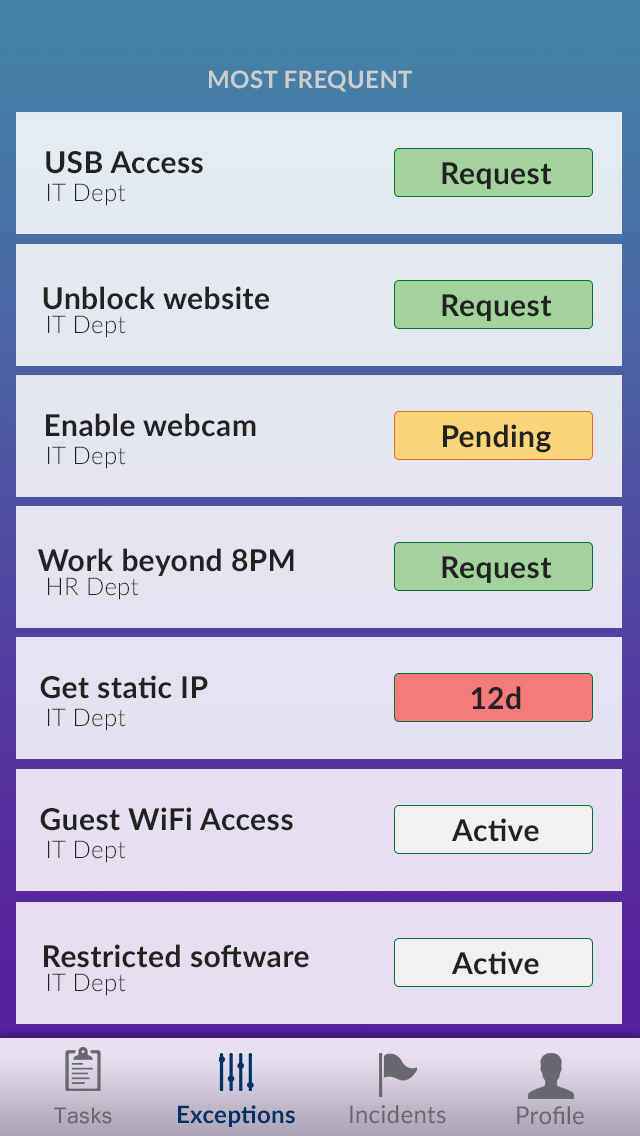 MOST FREQUENT
USB Access
IT Dept
Request
Unblock website
IT Dept
Request
Enable webcam
IT Dept
Pending
Work beyond 8PM
HR Dept
Request
Get static IP
IT Dept
12d
Guest WiFi Access
IT Dept
Active
Restricted software
IT Dept
Active
Tasks
Exceptions
Incidents
Profile